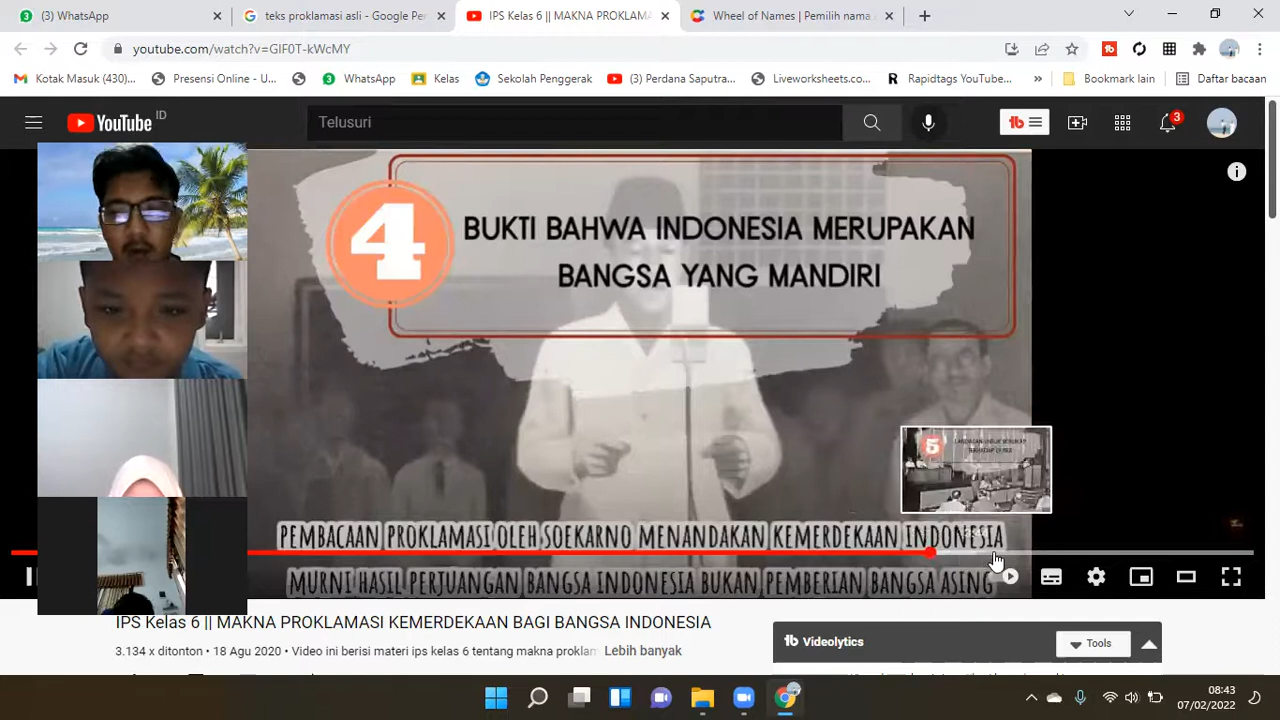 (3) WhatsApp
teks proklamasi asli - Google Per
IPS Kelas 6 || MAKNA PROKLAMA
Wheel of Names | Pemilih nama a
youtube.com/watch?v=GIF0T-kWcMY
Kotak Masuk (430)...
Presensi Online - U...
WhatsApp
Kelas
Sekolah Penggerak
(3) Perdana Saputra...
Liveworksheets.co...
Rapidtags YouTube...
»
Bookmark lain
Daftar bacaan
YouTube ID
Telusuri
3
4
BUKTI BAHWA INDONESIA MERUPAKAN
BANGSA YANG MANDIRI
5
PEMBACAAN PROKLAMASI OLEH SOEKARNO MENANDAKAN KEMERDEKAAN INDONESIA
MURNI HASIL PERJUANGAN BANGSA INDONESIA BUKAN PEMBERIAN BANGSA ASING
IPS Kelas 6 || MAKNA PROKLAMASI KEMERDEKAAN BAGI BANGSA INDONESIA
3.134 x ditonton • 18 Agu 2020 • Video ini berisi materi ips kelas 6 tentang makna proklam Lebih banyak
Videolytics
Tools
08:43
07/02/2022